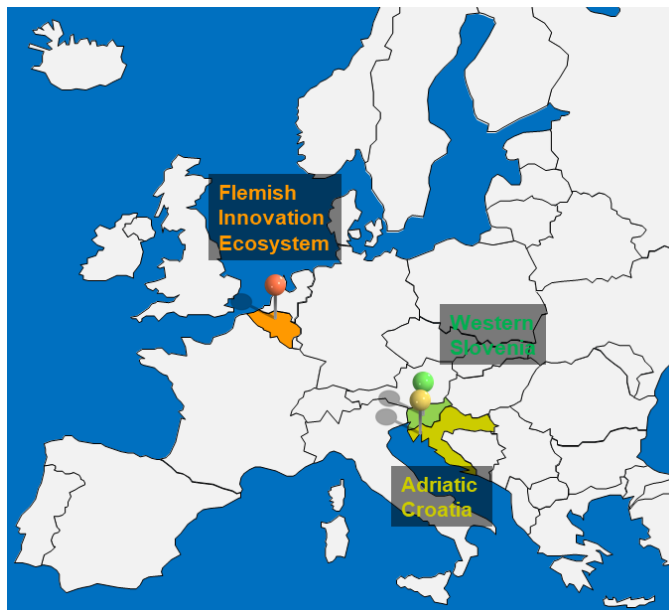 Flemish
Innovation
Ecosystem
Western
Slovenia
Adriatic
Croatia